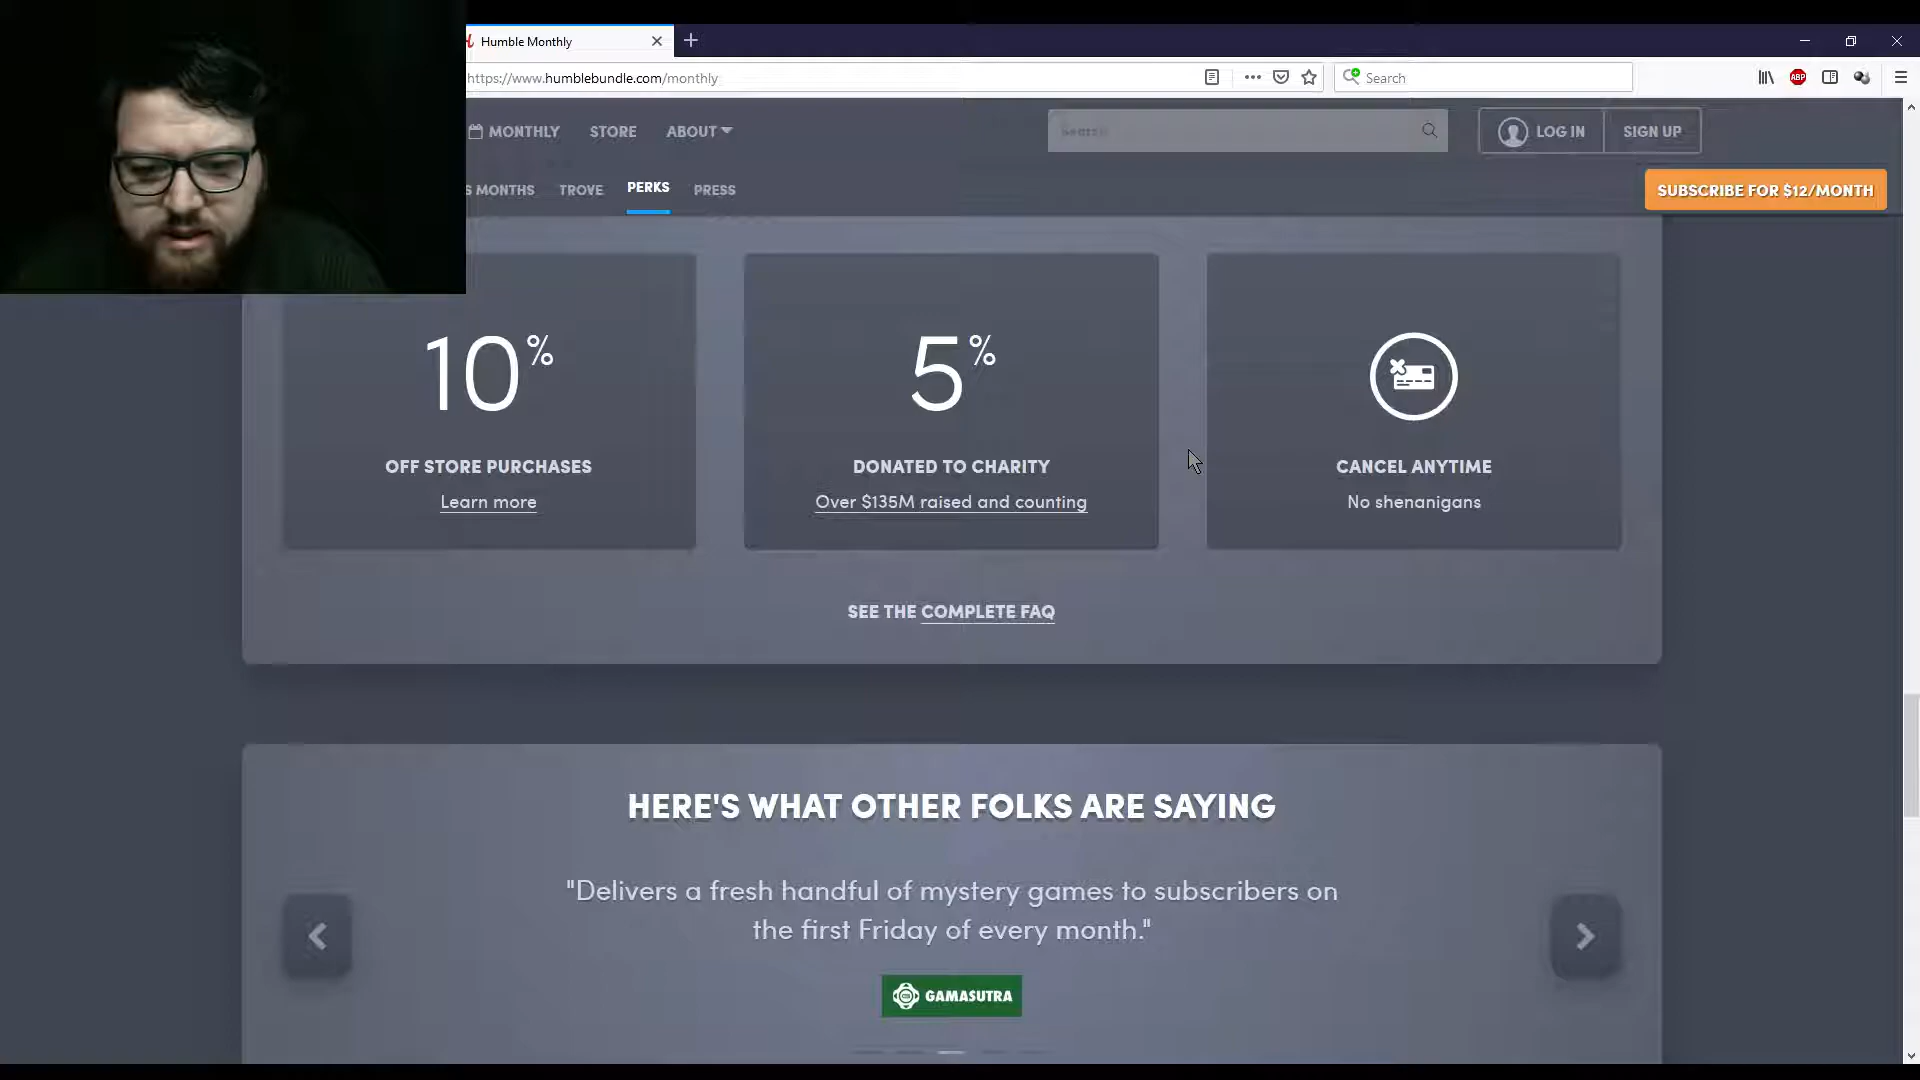 Humble Monthly
https://www.humblebundle.com/monthly
Search
MONTHLY
STORE
ABOUT
Search
LOG IN
SIGN UP
S MONTHS
TROVE
PERKS
PRESS
SUBSCRIBE FOR $12/MONTH
ABP
10%
OFF STORE PURCHASES
Learn more
5%
DONATED TO CHARITY
Over $135M raised and counting
CANCEL ANYTIME
No shenanigans
SEE THE COMPLETE FAQ
HERE'S WHAT OTHER FOLKS ARE SAYING
"Delivers a fresh handful of mystery games to subscribers on
the first Friday of every month."
GAMASUTRA